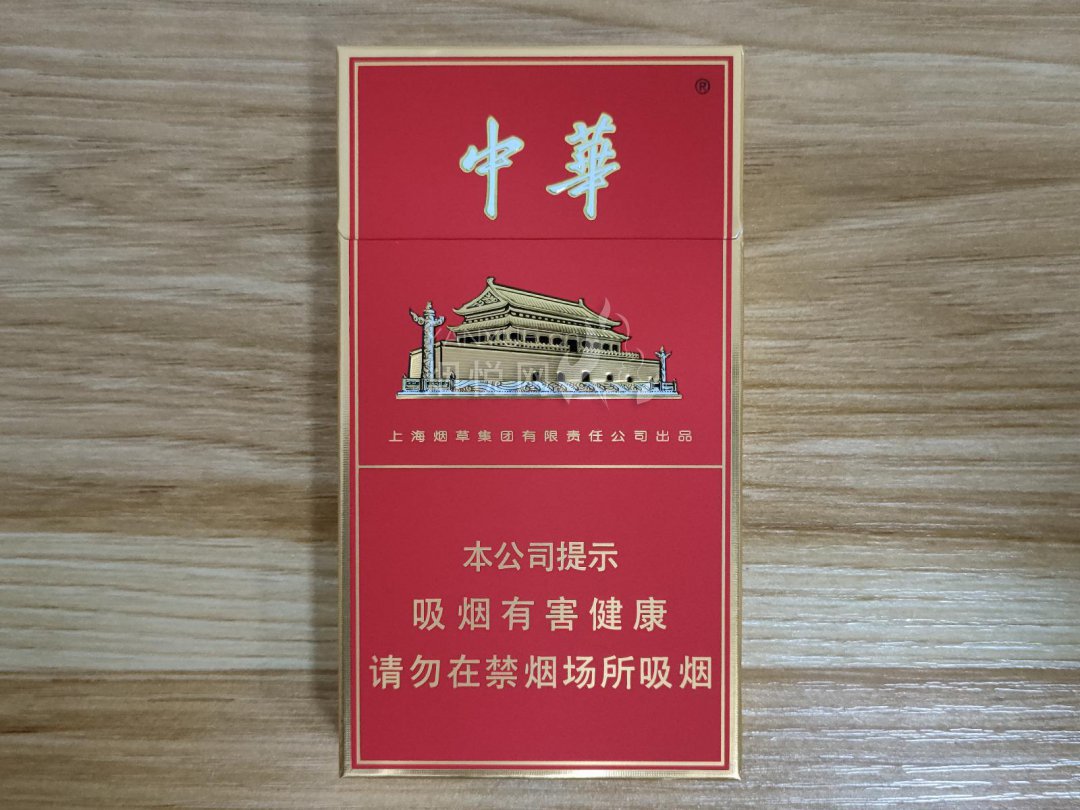 ®
中華
上海烟草集团有限责任公司出品
本公司提示
吸烟有害健康
请勿在禁烟场所吸烟